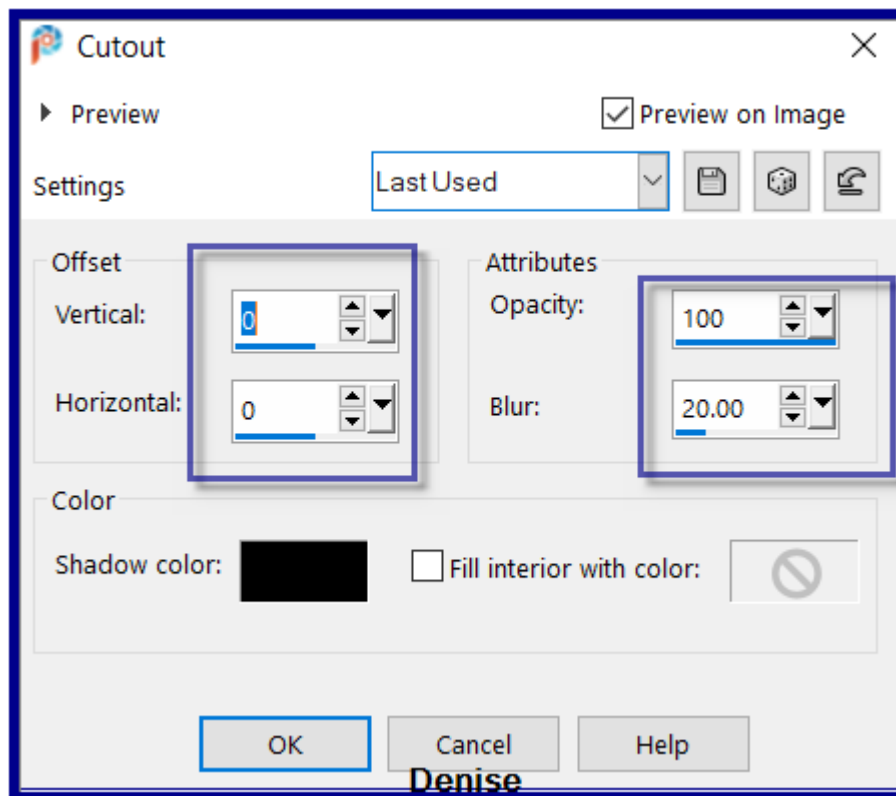 Cutout
Preview
Preview on Image
Settings
Last Used
Offset
Attributes
Vertical:
0
Opacity:
100
Horizontal:
0
Blur:
20.00
Color
Shadow color:
Fill interior with color:
OK
Cancel
Help
Denise